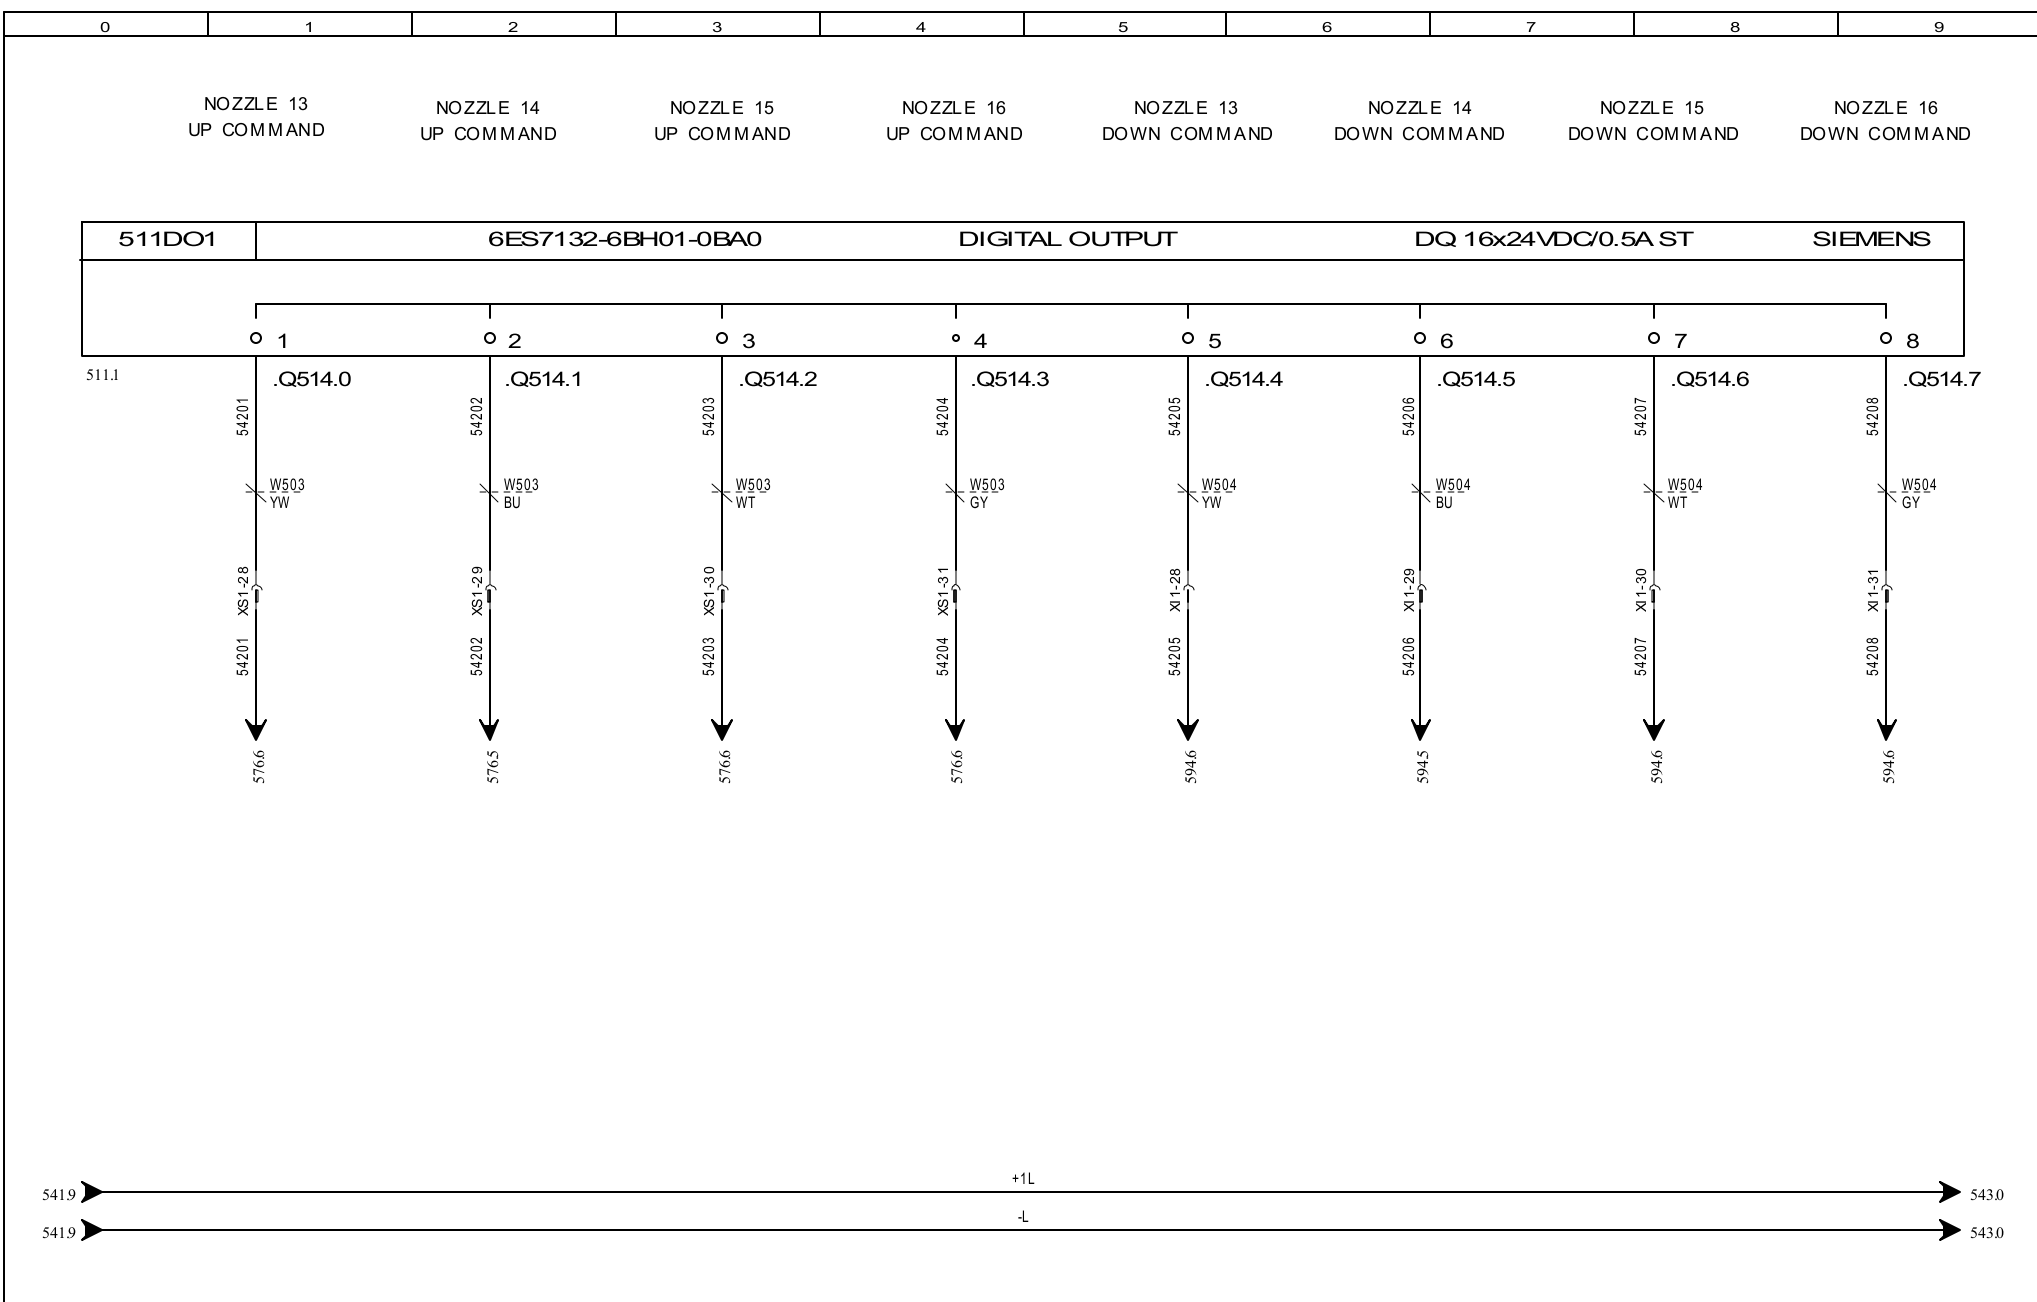 0 1 2 3 4 5 6 7 8 9
NOZZLE 13 NOZZLE 14 NOZZLE 15 NOZZLE 16 NOZZLE 13 NOZZLE 14 NOZZLE 15 NOZZLE 16
UP COMMAND UP COMMAND UP COMMAND UP COMMAND DOWN COMMAND DOWN COMMAND DOWN COMMAND DOWN COMMAND
511DO1 6ES7132-6BH01-0BA0 DIGITAL OUTPUT DQ 16x24VDC/0.5A ST SIEMENS
1 2 3 4 5 6 7 8
511.1 .Q514.0 .Q514.1 .Q514.2 .Q514.3 .Q514.4 .Q514.5 .Q514.6 .Q514.7
54201 54202 54203 54204 54205 54206 54207 54208
W503 W503 W503 W503 W504 W504 W504 W504
YW BU WT GY YW BU WT GY
XS1-28 XS1-29 XS1-30 XS1-31 XI1-28 XI1-29 XI1-30 XI1-31
54201 54202 54203 54204 54205 54206 54207 54208
576.6 576.5 576.6 576.6 594.6 594.5 594.6 594.6
+1L
541.9 543.0
-L
541.9 543.0